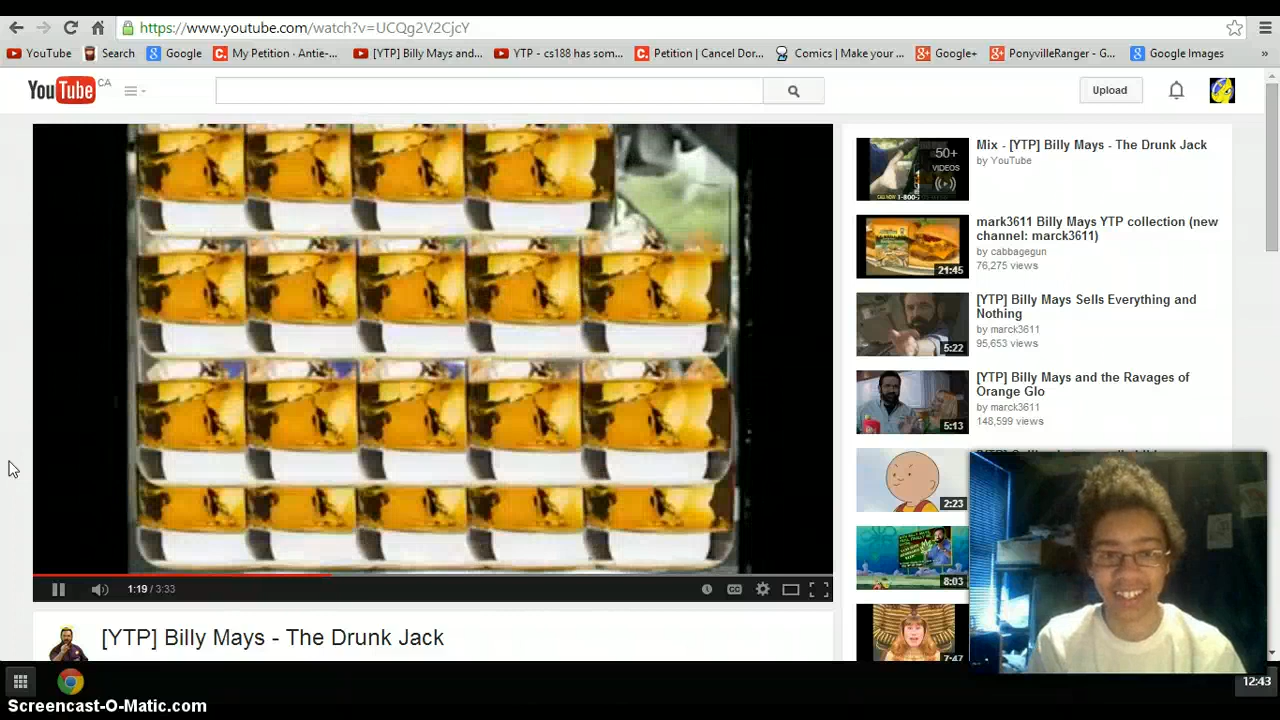 https://www.youtube.com/watch?v=UCQg2V2CjcY
YouTube Search Google My Petition - Antie-... [YTP] Billy Mays and... YTP - cs188 has som... Petition | Cancel Dor... Comics | Make your ... Google+ PonyvilleRanger - G... Google Images »
YouTube CA
Upload
50+
VIDEOS
CALL NOW 1-800-
Mix - [YTP] Billy Mays - The Drunk Jack
by YouTube
21:45
mark3611 Billy Mays YTP collection (new
channel: marck3611)
by cabbagegun
76,275 views
5:22
[YTP] Billy Mays Sells Everything and
Nothing
by marck3611
95,653 views
5:13
[YTP] Billy Mays and the Ravages of
Orange Glo
by marck3611
148,599 views
2:23
8:03
7:47
1:19 / 3:33
CC
[YTP] Billy Mays - The Drunk Jack
12:43
Screencast-O-Matic.com